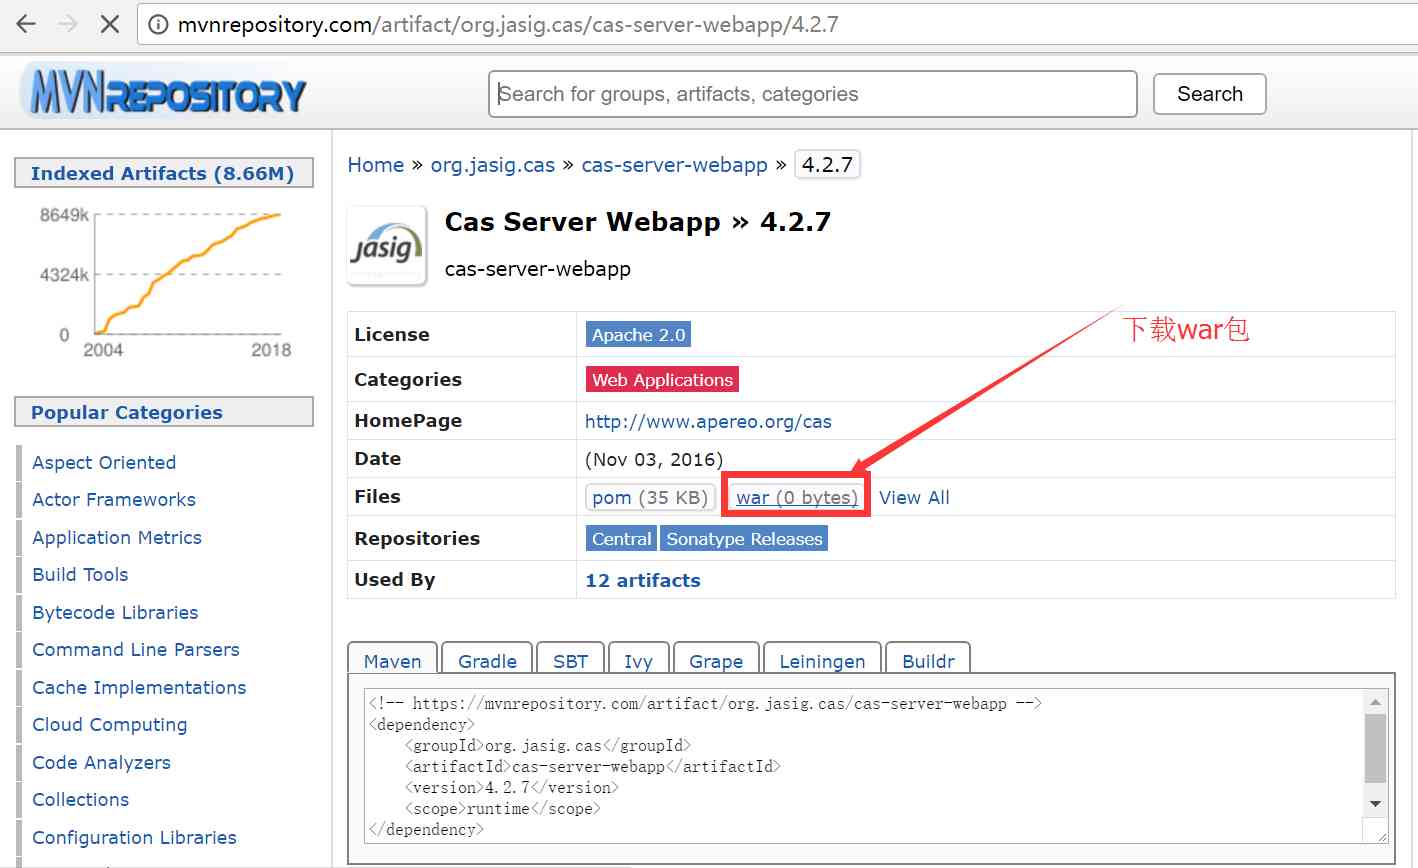 mvnrepository.com/artifact/org.jasig.cas/cas-server-webapp/4.2.7
MVNREPOSITORY
Search for groups, artifacts, categories
Search
Indexed Artifacts (8.66M)
8649k
4324k
0
2004 2018
Popular Categories
Aspect Oriented
Actor Frameworks
Application Metrics
Build Tools
Bytecode Libraries
Command Line Parsers
Cache Implementations
Cloud Computing
Code Analyzers
Collections
Configuration Libraries
Home » org.jasig.cas » cas-server-webapp » 4.2.7
jasig
Cas Server Webapp » 4.2.7
cas-server-webapp
下载war包
License Apache 2.0
Categories Web Applications
HomePage http://www.apereo.org/cas
Date (Nov 03, 2016)
Files pom (35 KB) war (0 bytes) View All
Repositories Central Sonatype Releases
Used By 12 artifacts
Maven Gradle SBT Ivy Grape Leiningen Buildr
<!-- https://mvnrepository.com/artifact/org.jasig.cas/cas-server-webapp -->
<dependency>
    <groupId>org.jasig.cas</groupId>
    <artifactId>cas-server-webapp</artifactId>
    <version>4.2.7</version>
    <scope>runtime</scope>
</dependency>